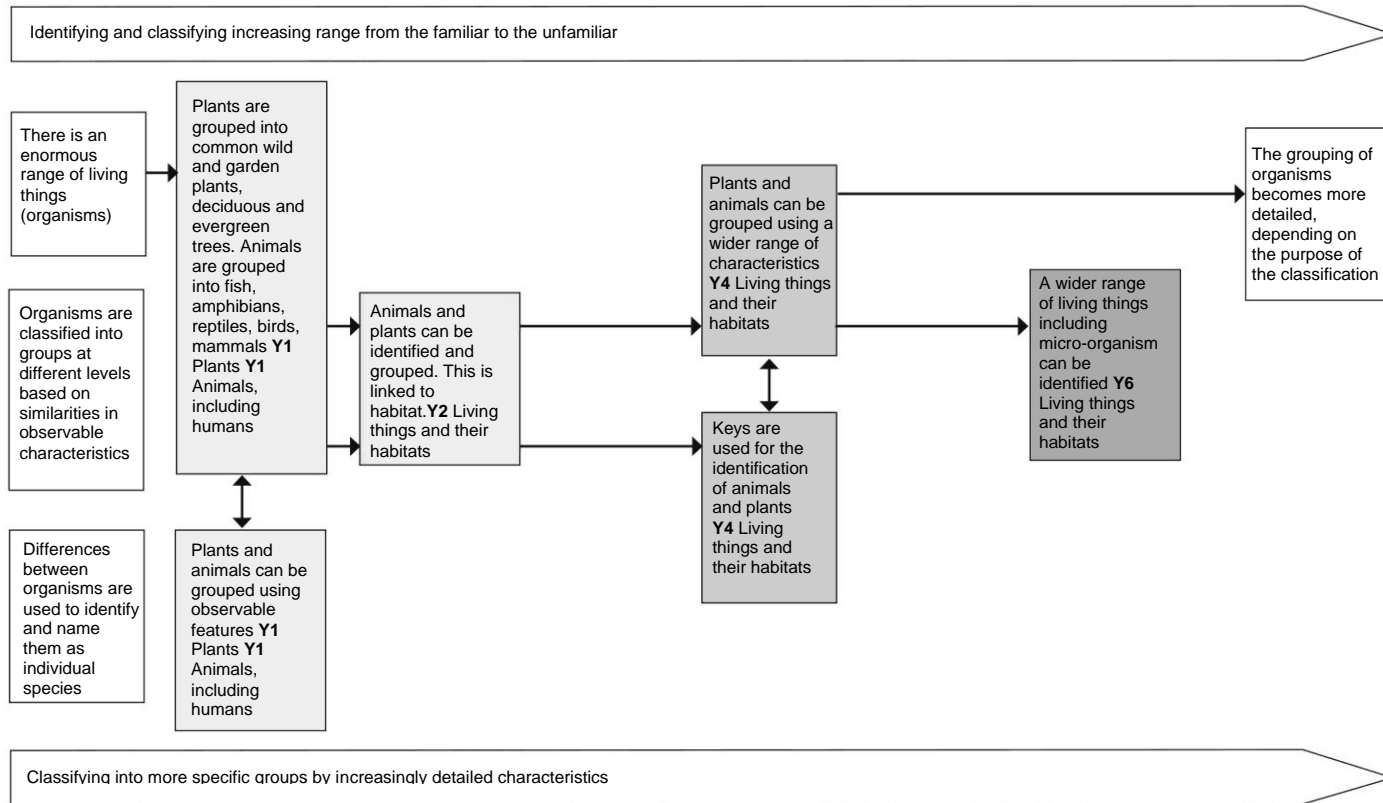 Identifying and classifying increasing range from the familiar to the unfamiliar
There is an
enormous
range of living
things
(organisms)
Organisms are
classified into
groups at
different levels
based on
similarities in
observable
characteristics
Differences
between
organisms are
used to identify
and name
them as
individual
species
Plants are
grouped into
common wild
and garden
plants,
deciduous and
evergreen
trees. Animals
are grouped
into fish,
amphibians,
reptiles, birds,
mammals Y1
Plants Y1
Animals,
including
humans
Plants and
animals can be
grouped using
observable
features Y1
Plants Y1
Animals,
including
humans
Animals and
plants can be
identified and
grouped. This is
linked to
habitat.Y2 Living
things and their
habitats
Plants and
animals can be
grouped using a
wider range of
characteristics
Y4 Living things
and their
habitats
Keys are
used for the
identification
of animals
and plants
Y4 Living
things and
their habitats
A wider range
of living things
including
micro-organism
can be
identified Y6
Living things
and their
habitats
The grouping of
organisms
becomes more
detailed,
depending on
the purpose of
the classification
Classifying into more specific groups by increasingly detailed characteristics